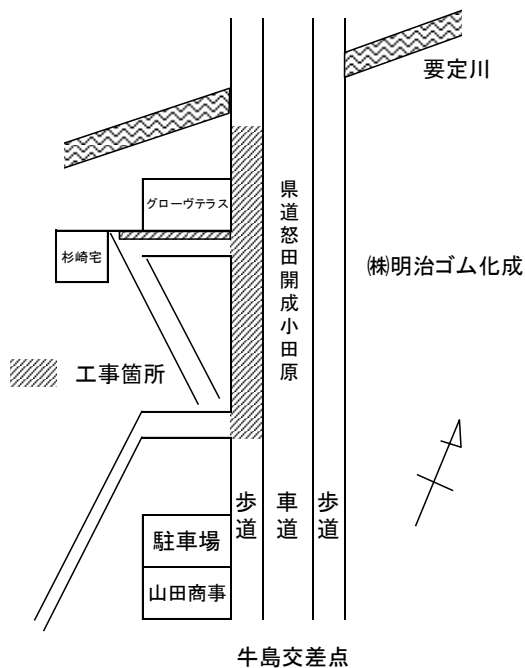 要定川
グローヴテラス
杉崎宅
県道怒田開成小田原
㈱明治ゴム化成
工事箇所
歩道
車道
歩道
駐車場
山田商事
牛島交差点